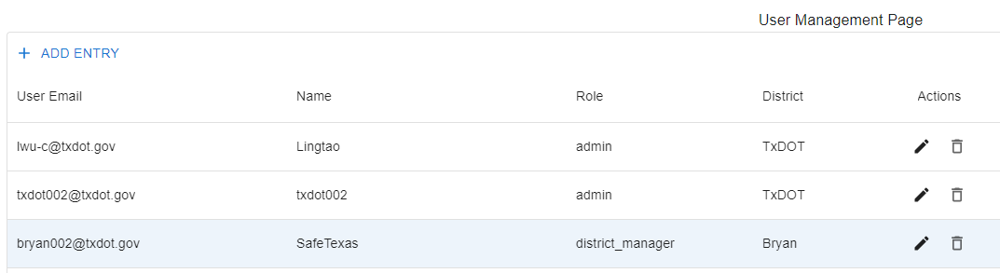 User Management Page
+ ADD ENTRY
User Email Name Role District Actions
lwu-c@txdot.gov Lingtao admin TxDOT
txdot002@txdot.gov txdot002 admin TxDOT
bryan002@txdot.gov SafeTexas district_manager Bryan